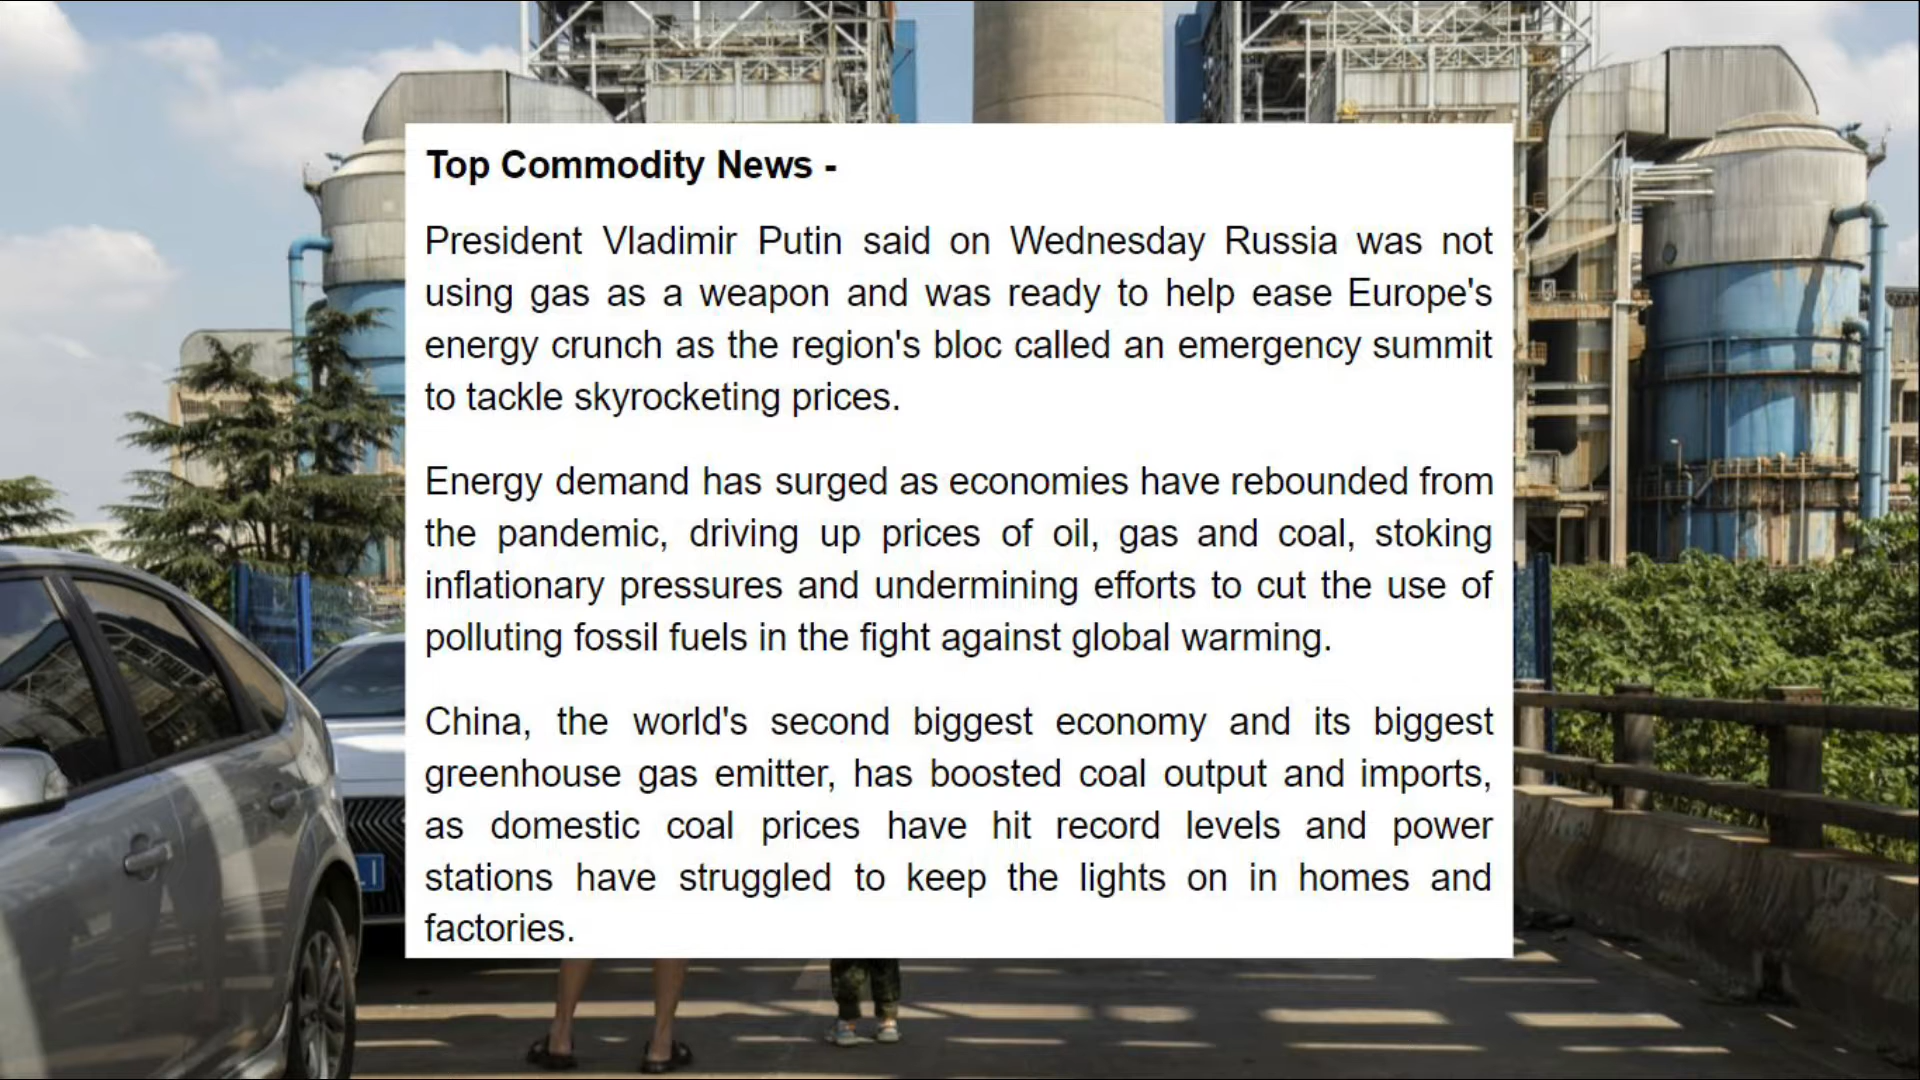 Top Commodity News -
President Vladimir Putin said on Wednesday Russia was not
using gas as a weapon and was ready to help ease Europe's
energy crunch as the region's bloc called an emergency summit
to tackle skyrocketing prices.
Energy demand has surged as economies have rebounded from
the pandemic, driving up prices of oil, gas and coal, stoking
inflationary pressures and undermining efforts to cut the use of
polluting fossil fuels in the fight against global warming.
China, the world's second biggest economy and its biggest
greenhouse gas emitter, has boosted coal output and imports,
as domestic coal prices have hit record levels and power
stations have struggled to keep the lights on in homes and
factories.